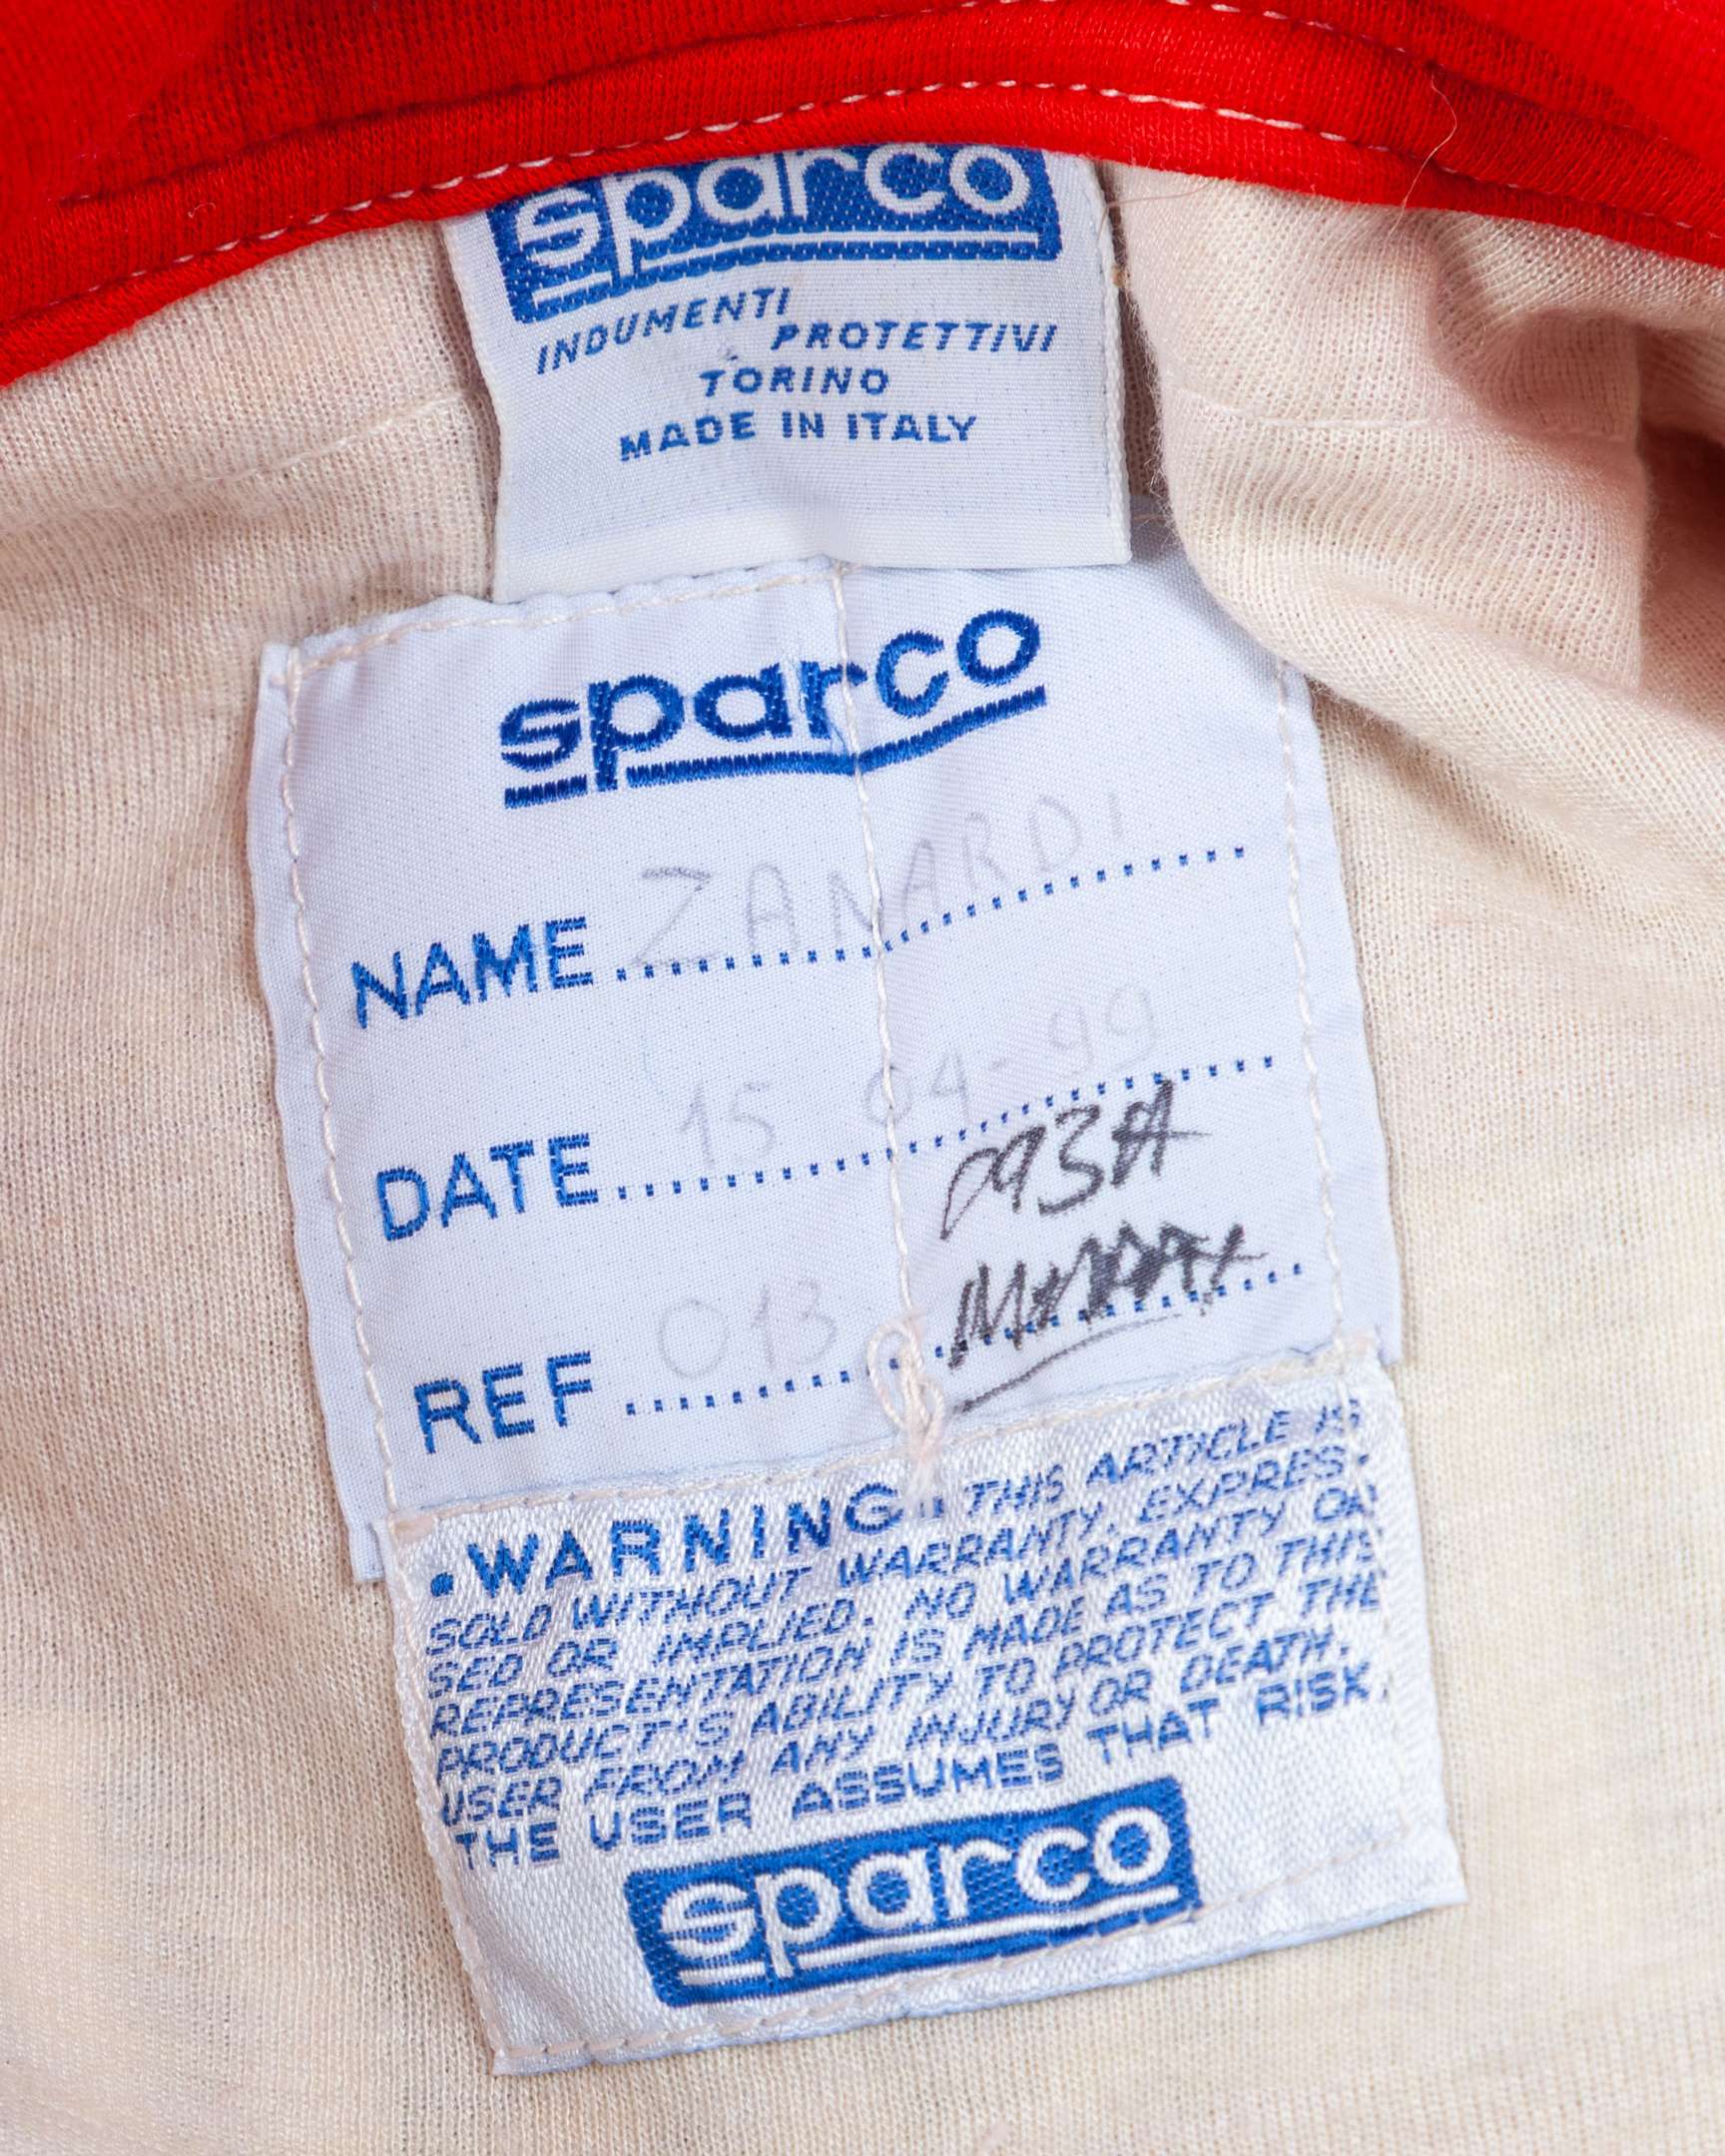 sparco
INDUMENTI
PROTETTIVI
TORINO
MADE IN ITALY
sparco
NAME ZANARDI
DATE 15 04-99
093A
REF 013
•WARNING!! THIS ARTICLE IS
SOLD WITHOUT WARRANTY, EXPRES-
SED OR IMPLIED. NO WARRANTY OR
REPRESENTATION IS MADE AS TO THIS
PRODUCT'S ABILITY TO PROTECT THE
USER FROM ANY INJURY OR DEATH.
THE USER ASSUMES THAT RISK.
sparco